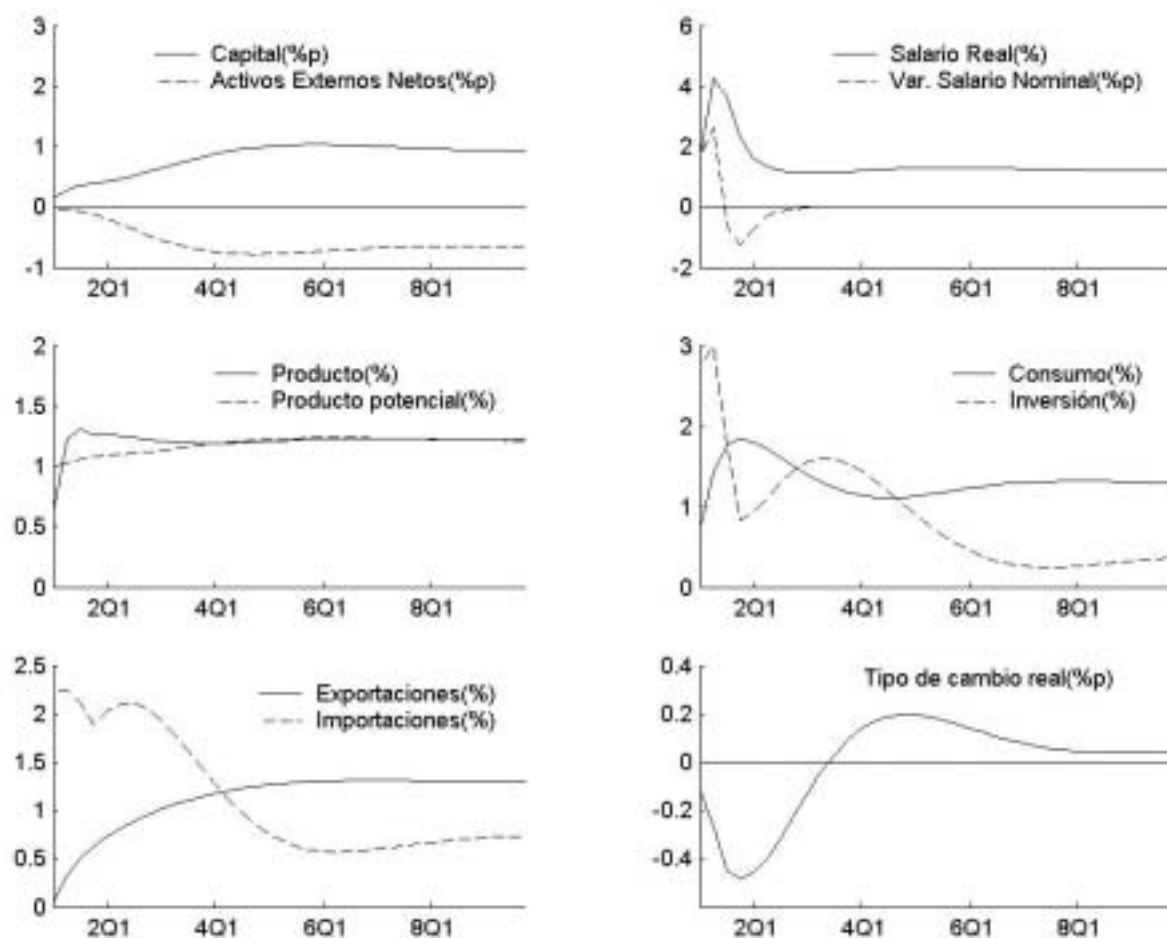 3
Capital(%p)
Activos Externos Netos(%p)
2
1
0
-1
2Q1 4Q1 6Q1 8Q1
6
Salario Real(%)
Var. Salario Nominal(%p)
4
2
0
-2
2Q1 4Q1 6Q1 8Q1
2
Producto(%)
Producto potencial(%)
1.5
1
0.5
0
2Q1 4Q1 6Q1 8Q1
3
Consumo(%)
Inversión(%)
2
1
0
2Q1 4Q1 6Q1 8Q1
2.5
Exportaciones(%)
Importaciones(%)
2
1.5
1
0.5
0
2Q1 4Q1 6Q1 8Q1
0.4
Tipo de cambio real(%p)
0.2
0
-0.2
-0.4
2Q1 4Q1 6Q1 8Q1